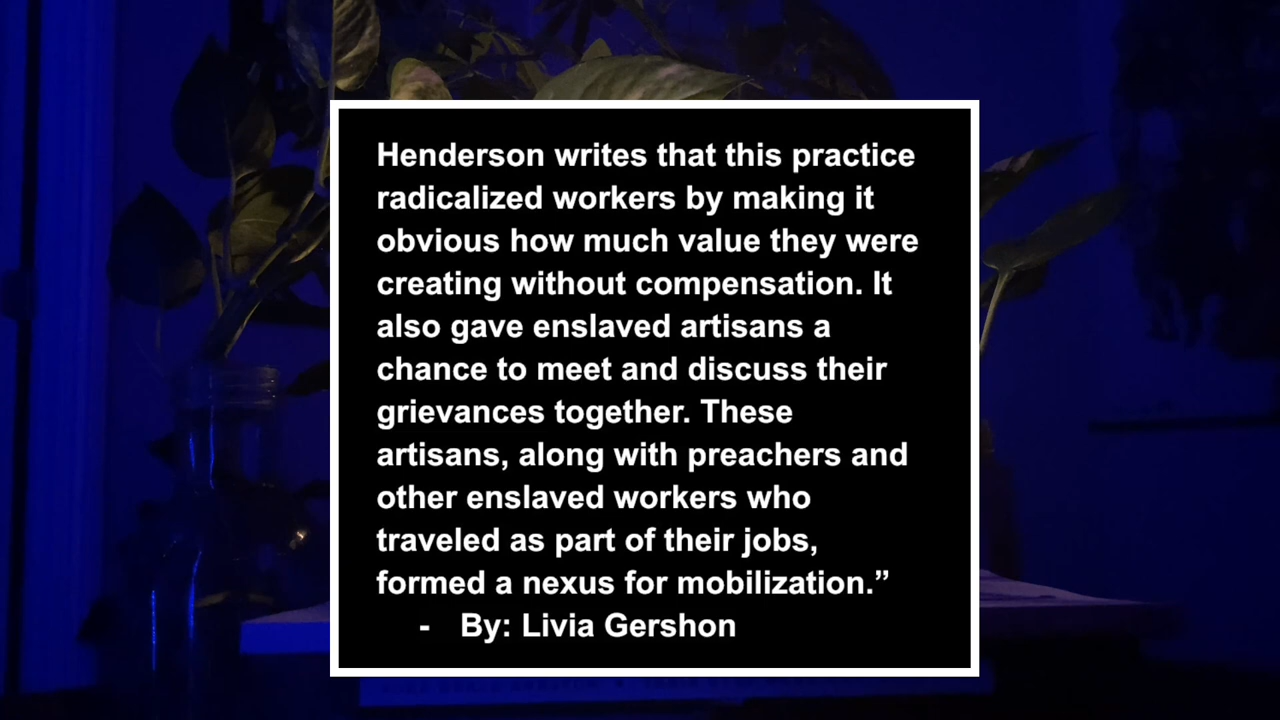 Henderson writes that this practice
radicalized workers by making it
obvious how much value they were
creating without compensation. It
also gave enslaved artisans a
chance to meet and discuss their
grievances together. These
artisans, along with preachers and
other enslaved workers who
traveled as part of their jobs,
formed a nexus for mobilization.”
- By: Livia Gershon